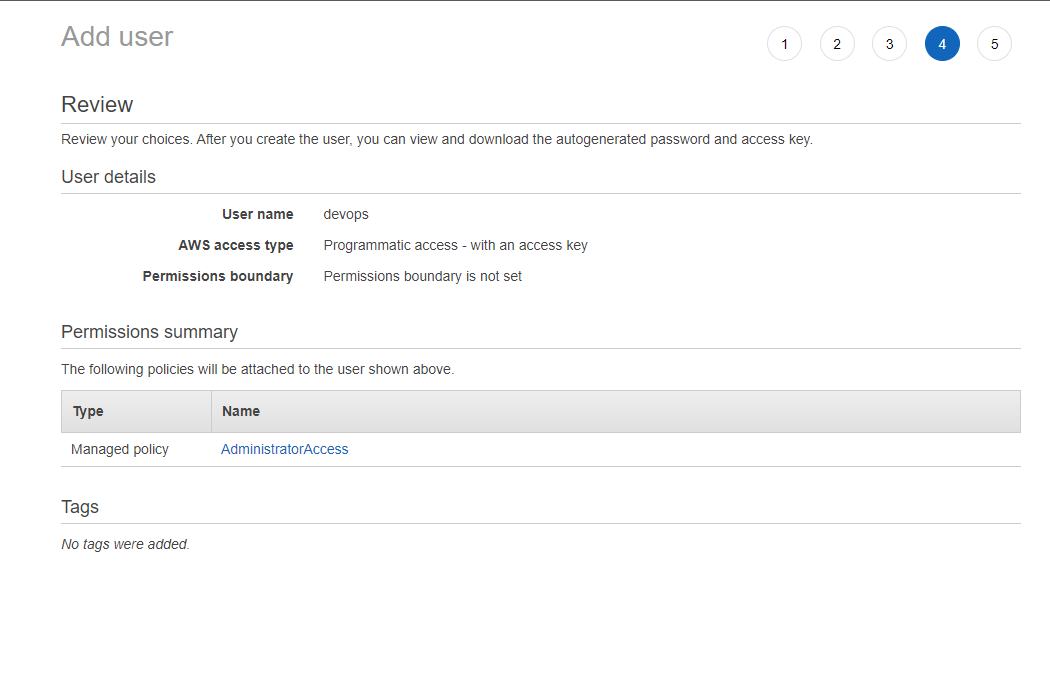 Add user
1 2 3 4 5
Review
Review your choices. After you create the user, you can view and download the autogenerated password and access key.
User details
User name devops
AWS access type Programmatic access - with an access key
Permissions boundary Permissions boundary is not set
Permissions summary
The following policies will be attached to the user shown above.
Type Name
Managed policy AdministratorAccess
Tags
No tags were added.